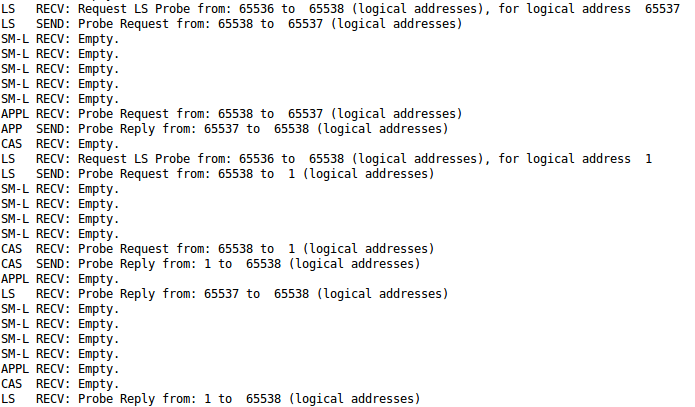 LS   RECV: Request LS Probe from: 65536 to  65538 (logical addresses), for logical address  65537
LS   SEND: Probe Request from: 65538 to  65537 (logical addresses)
SM-L RECV: Empty.
SM-L RECV: Empty.
SM-L RECV: Empty.
SM-L RECV: Empty.
SM-L RECV: Empty.
APPL RECV: Probe Request from: 65538 to  65537 (logical addresses)
APP  SEND: Probe Reply from: 65537 to  65538 (logical addresses)
CAS  RECV: Empty.
LS   RECV: Request LS Probe from: 65536 to  65538 (logical addresses), for logical address  1
LS   SEND: Probe Request from: 65538 to  1 (logical addresses)
SM-L RECV: Empty.
SM-L RECV: Empty.
SM-L RECV: Empty.
SM-L RECV: Empty.
CAS  RECV: Probe Request from: 65538 to  1 (logical addresses)
CAS  SEND: Probe Reply from: 1 to  65538 (logical addresses)
APPL RECV: Empty.
LS   RECV: Probe Reply from: 65537 to  65538 (logical addresses)
SM-L RECV: Empty.
SM-L RECV: Empty.
SM-L RECV: Empty.
SM-L RECV: Empty.
APPL RECV: Empty.
CAS  RECV: Empty.
LS   RECV: Probe Reply from: 1 to  65538 (logical addresses)